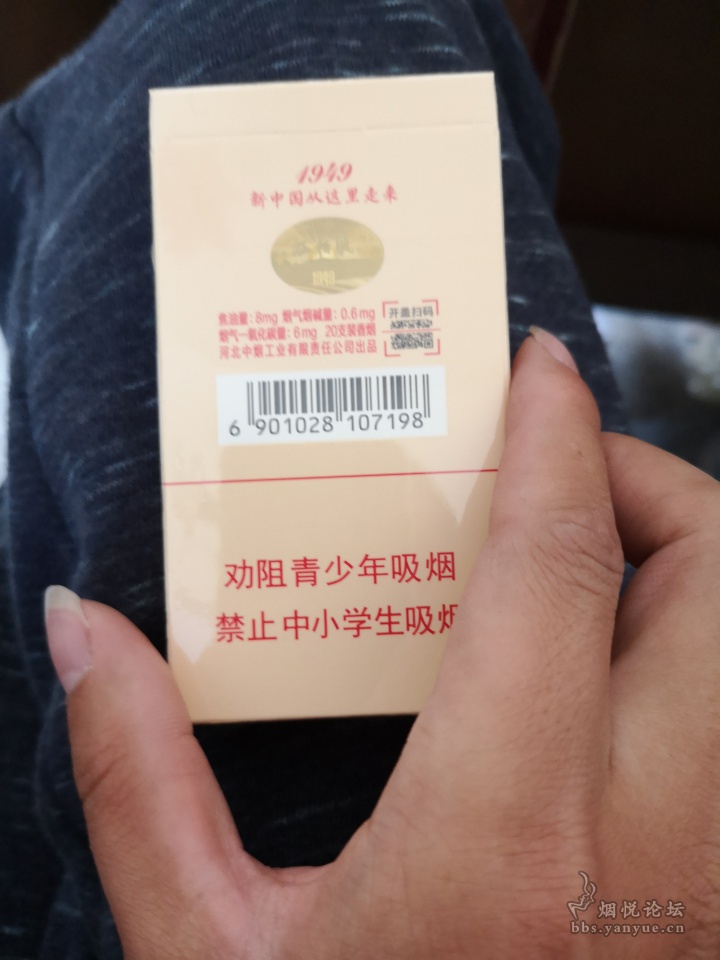 1949
新中国从这里走来
焦油量:8mg 烟气烟碱量:0.6mg
烟气一氧化碳量:6mg 20支装香烟
河北中烟工业有限责任公司出品
开盖扫码
6 901028 107198
劝阻青少年吸烟
禁止中小学生吸烟
烟悦论坛
bbs.yanyue.cn